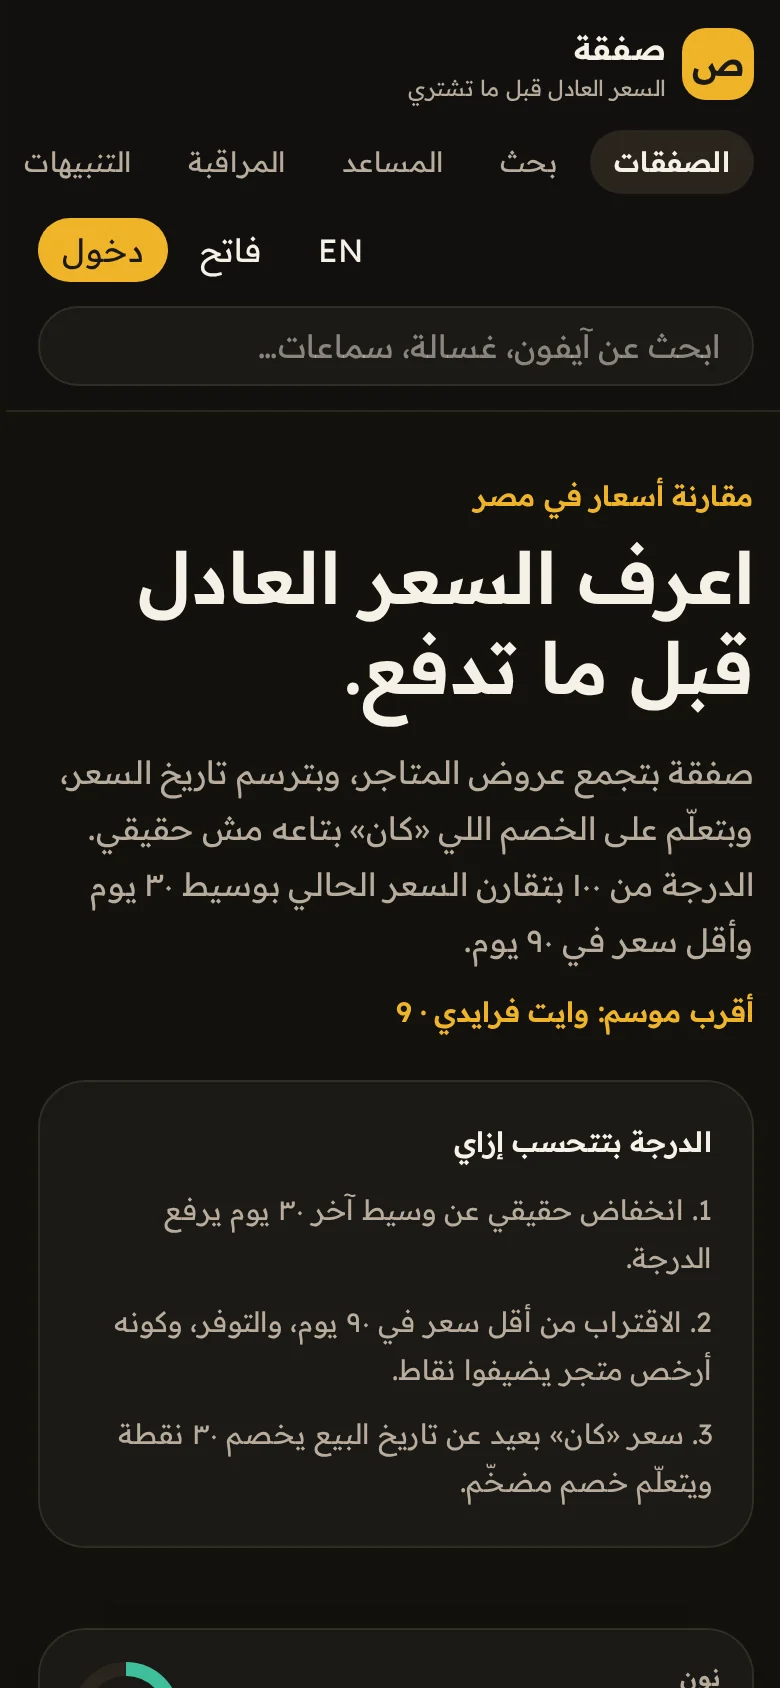 ص
صفقة
السعر العادل قبل ما تشتري
الصفقات بحث المساعد المراقبة التنبيهات
EN فاتح دخول
ابحث عن آيفون، غسالة، سماعات...
مقارنة أسعار في مصر
اعرف السعر العادل
قبل ما تدفع.
صفقة بتجمع عروض المتاجر، وبترسم تاريخ السعر،
وبتعلّم على الخصم اللي «كان» بتاعه مش حقيقي.
الدرجة من ١٠٠ بتقارن السعر الحالي بوسيط ٣٠ يوم
وأقل سعر في ٩٠ يوم.
أقرب موسم: وايت فرايدي · 9
الدرجة بتتحسب إزاي
1. انخفاض حقيقي عن وسيط آخر ٣٠ يوم يرفع
الدرجة.
2. الاقتراب من أقل سعر في ٩٠ يوم، والتوفر، وكونه
أرخص متجر يضيفوا نقاط.
3. سعر «كان» بعيد عن تاريخ البيع يخصم ٣٠ نقطة
ويتعلّم خصم مضخّم.
نون